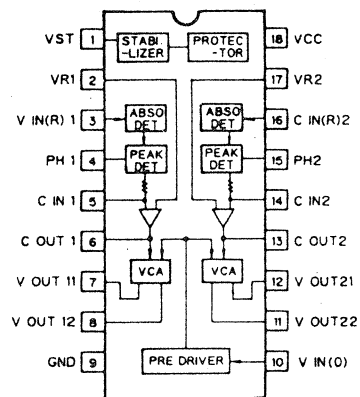 VST 1 STABI -LIZER PROTEC -TOR 18 VCC
VR1 2 17 VR2
V IN(R) 1 3 ABSO DET ABSO DET 16 C IN(R)2
PH 1 4 PEAK DET PEAK DET 15 PH2
C IN 1 5 14 C IN2
C OUT 1 6 13 C OUT2
V OUT 11 7 VCA VCA 12 V OUT21
V OUT 12 8 11 V OUT22
GND 9 PRE DRIVER 10 V IN(0)